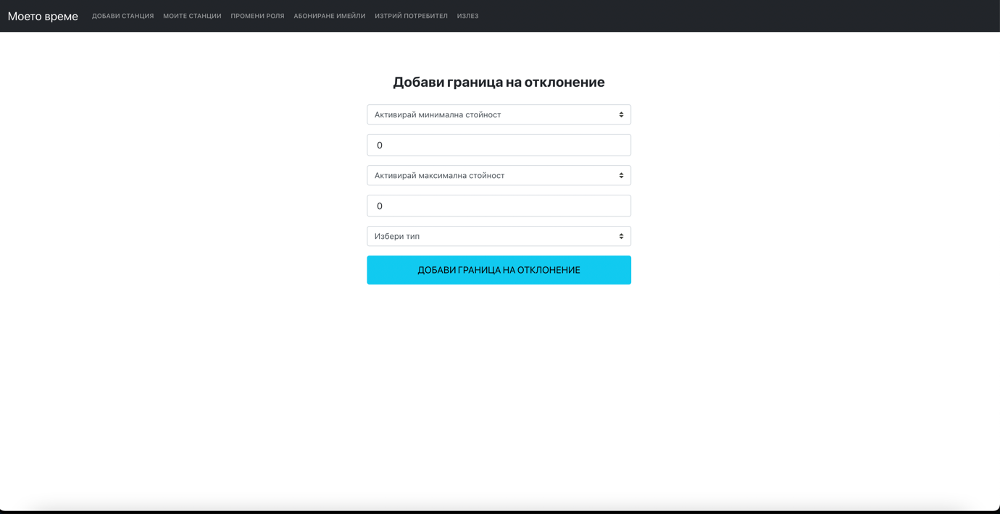 Моето време ДОБАВИ СТАНЦИЯ МОИТЕ СТАНЦИИ ПРОМЕНИ РОЛЯ АБОНИРАНЕ ИМЕЙЛИ ИЗТРИЙ ПОТРЕБИТЕЛ ИЗЛЕЗ
Добави граница на отклонение
Активирай минимална стойност
0
Активирай максимална стойност
0
Избери тип
ДОБАВИ ГРАНИЦА НА ОТКЛОНЕНИЕ